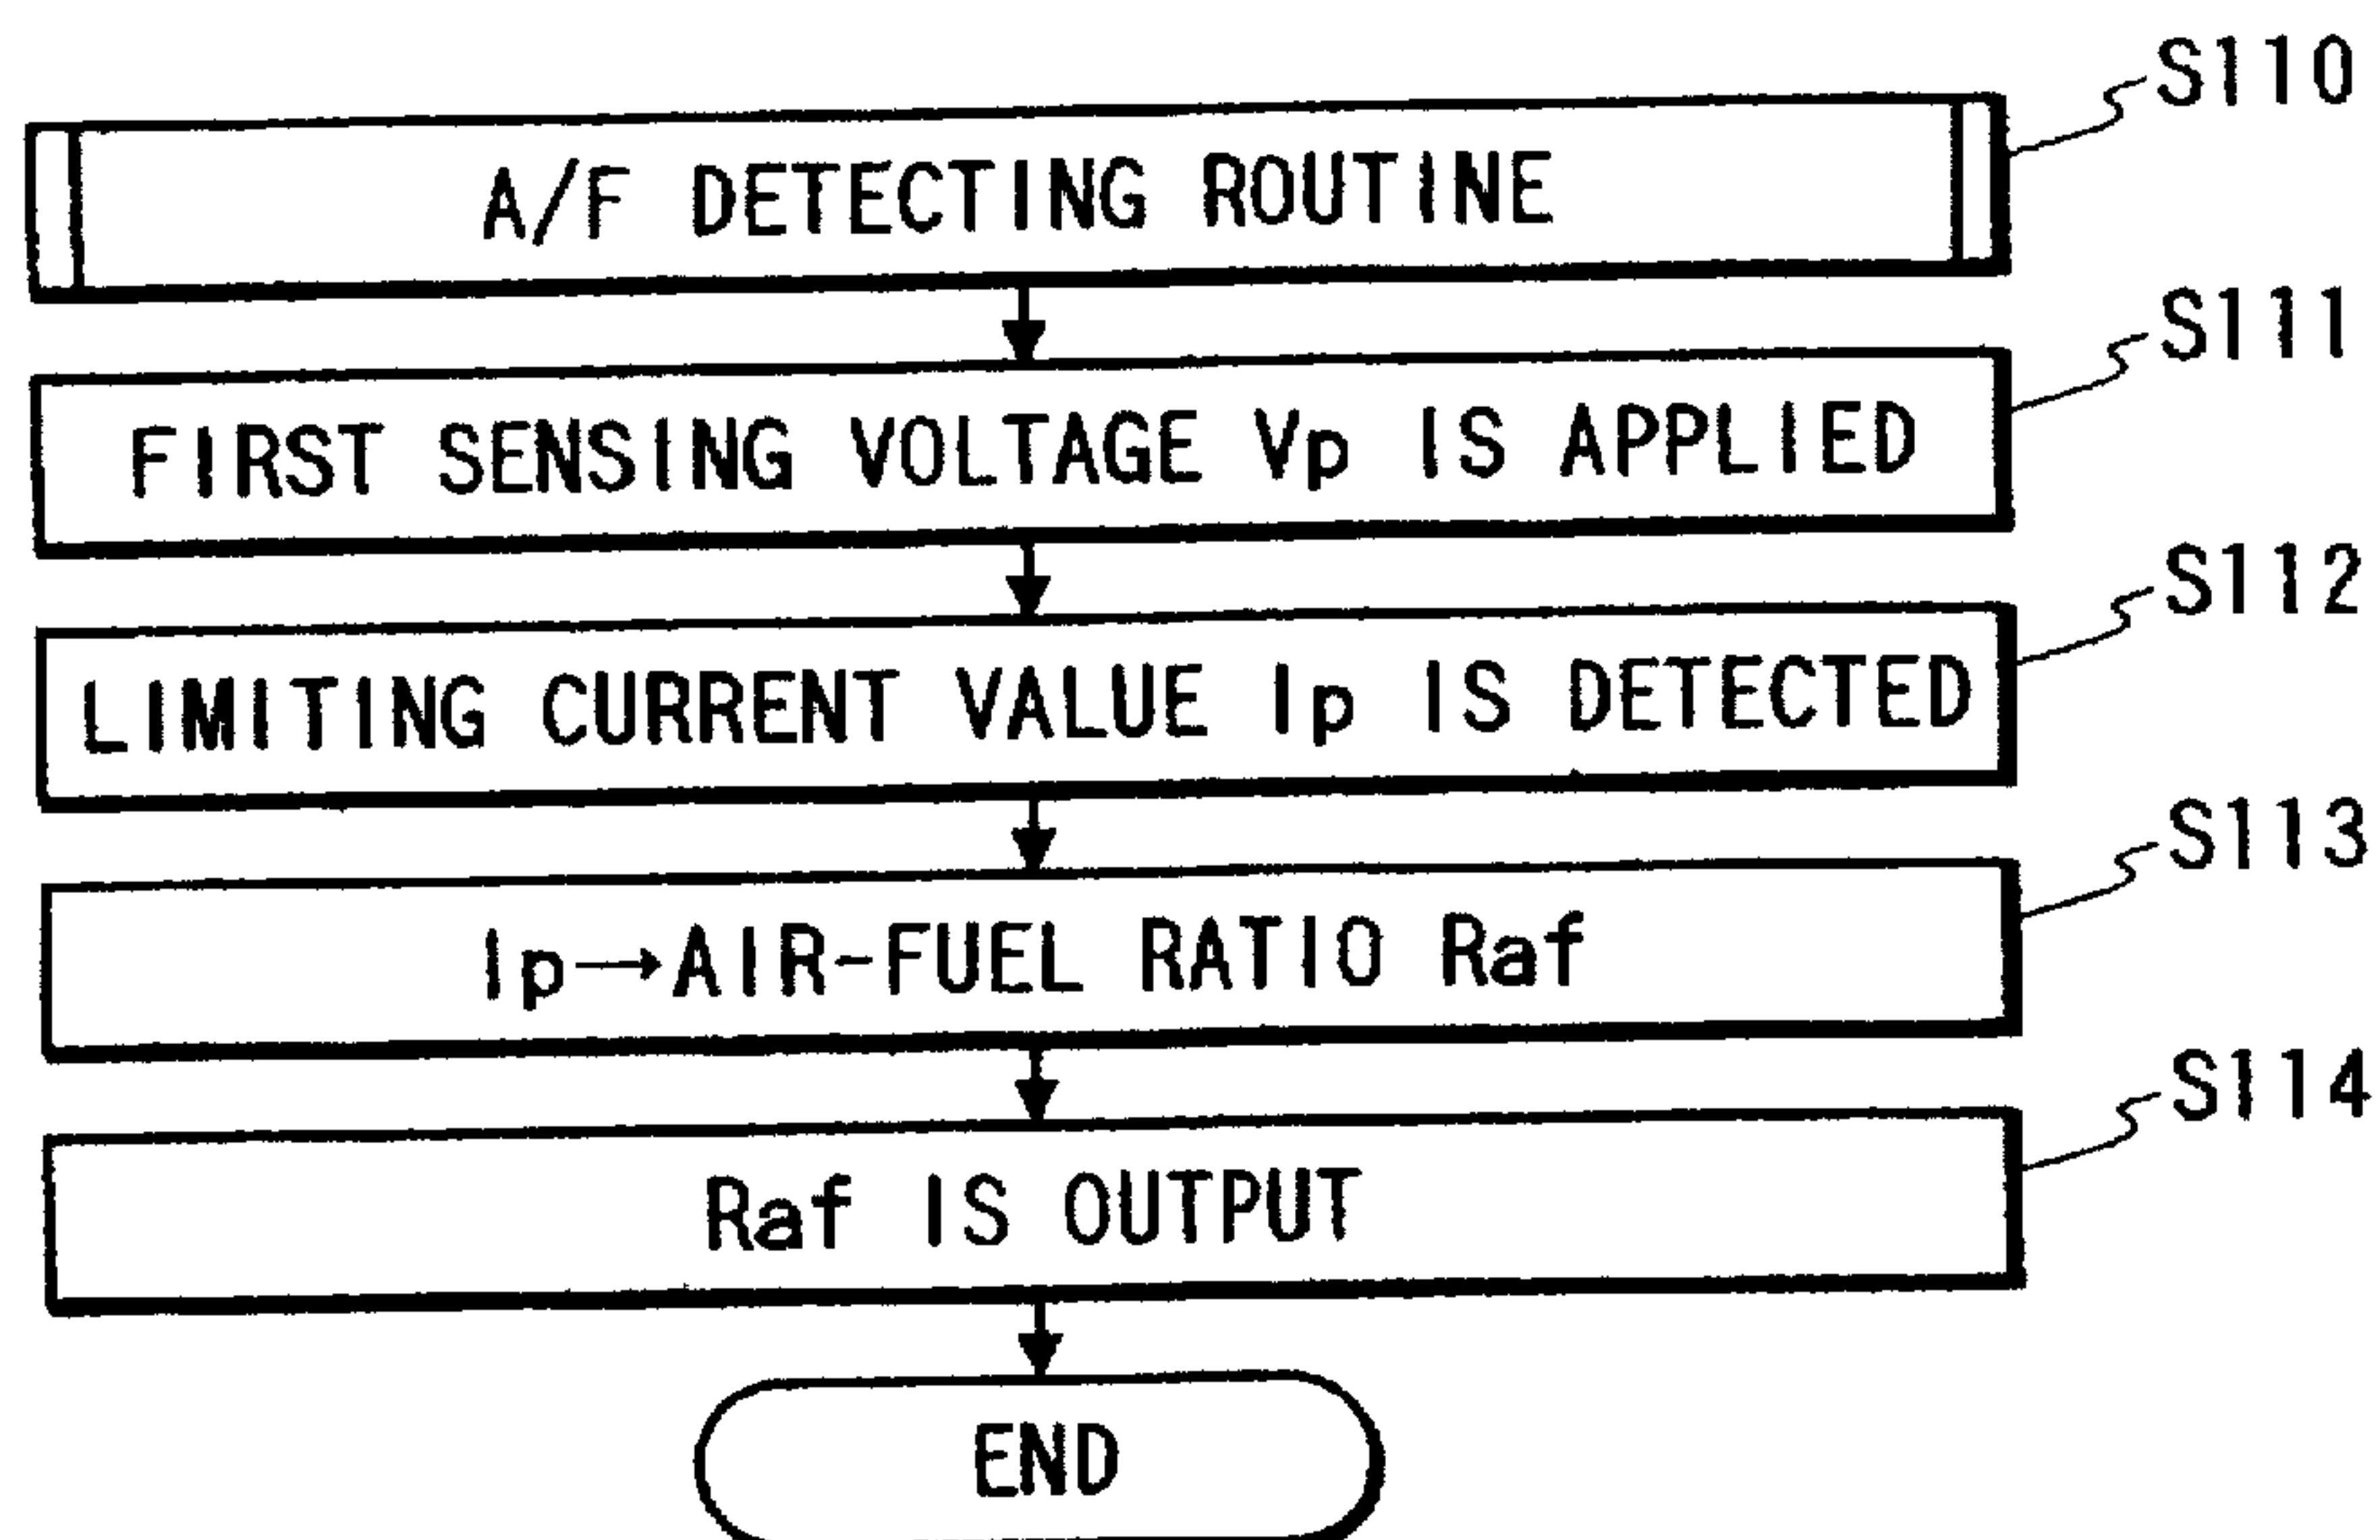 S110
A/F DETECTING ROUTINE
S111
FIRST SENSING VOLTAGE Vp IS APPLIED
S112
LIMITING CURRENT VALUE Ip IS DETECTED
S113
Ip→AIR-FUEL RATIO Raf
S114
Raf IS OUTPUT
END